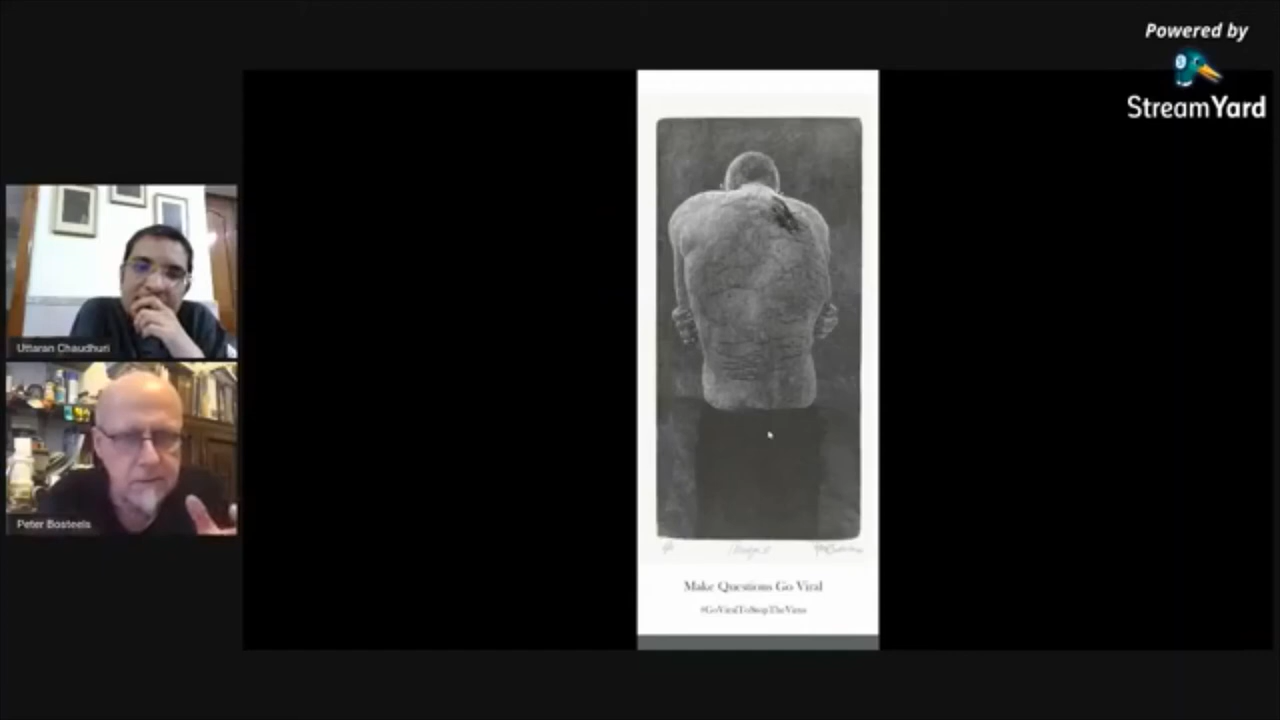 Powered by
StreamYard
Uttaran Chaudhuri
Peter Bosteels
Make Questions Go Viral
#GoViralToStopTheVirus